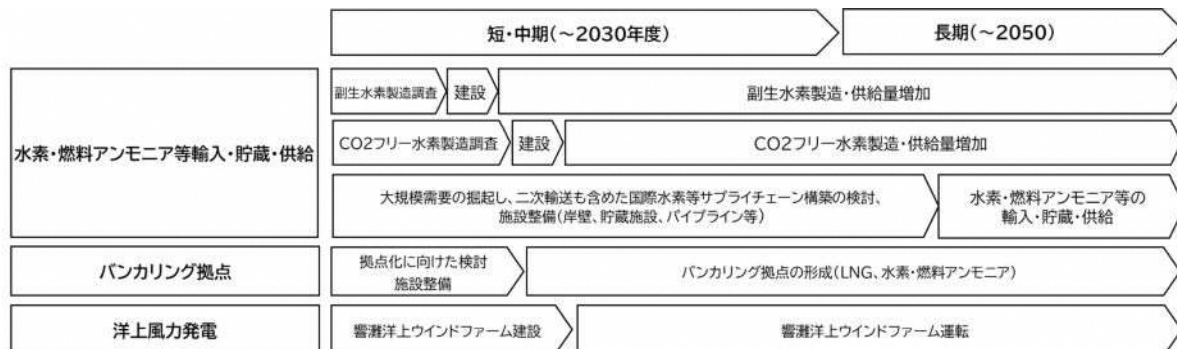 短・中期(～2030年度)
長期(～2050)
水素・燃料アンモニア等輸入・貯蔵・供給
副生水素製造調査
建設
副生水素製造・供給量増加
CO2フリー水素製造調査
建設
CO2フリー水素製造・供給量増加
大規模需要の掘起し、二次輸送も含めた国際水素等サプライチェーン構築の検討、
施設整備(岸壁、貯蔵施設、パイプライン等)
水素・燃料アンモニア等の
輸入・貯蔵・供給
バンカリング拠点
拠点化に向けた検討
施設整備
バンカリング拠点の形成(LNG、水素・燃料アンモニア)
洋上風力発電
響灘洋上ウインドファーム建設
響灘洋上ウインドファーム運転